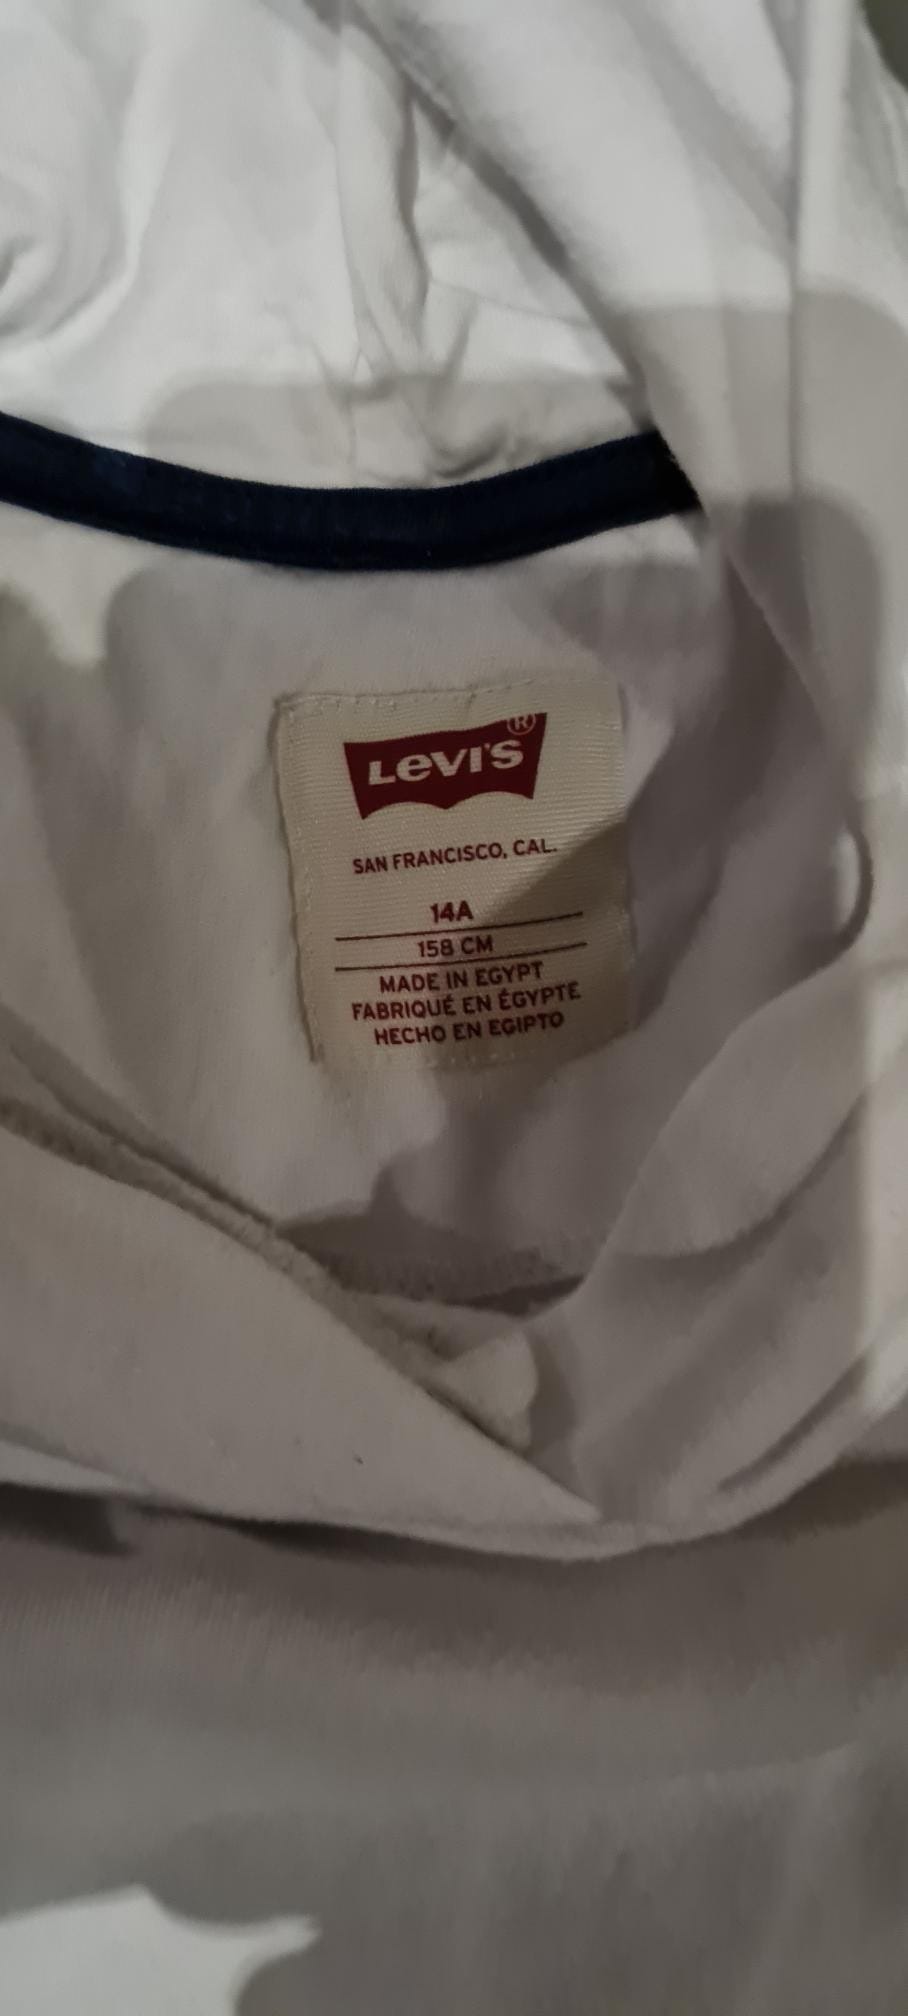 LEVI'S ®
SAN FRANCISCO, CAL.
14A
158 CM
MADE IN EGYPT
FABRIQUÉ EN ÉGYPTE
HECHO EN EGIPTO